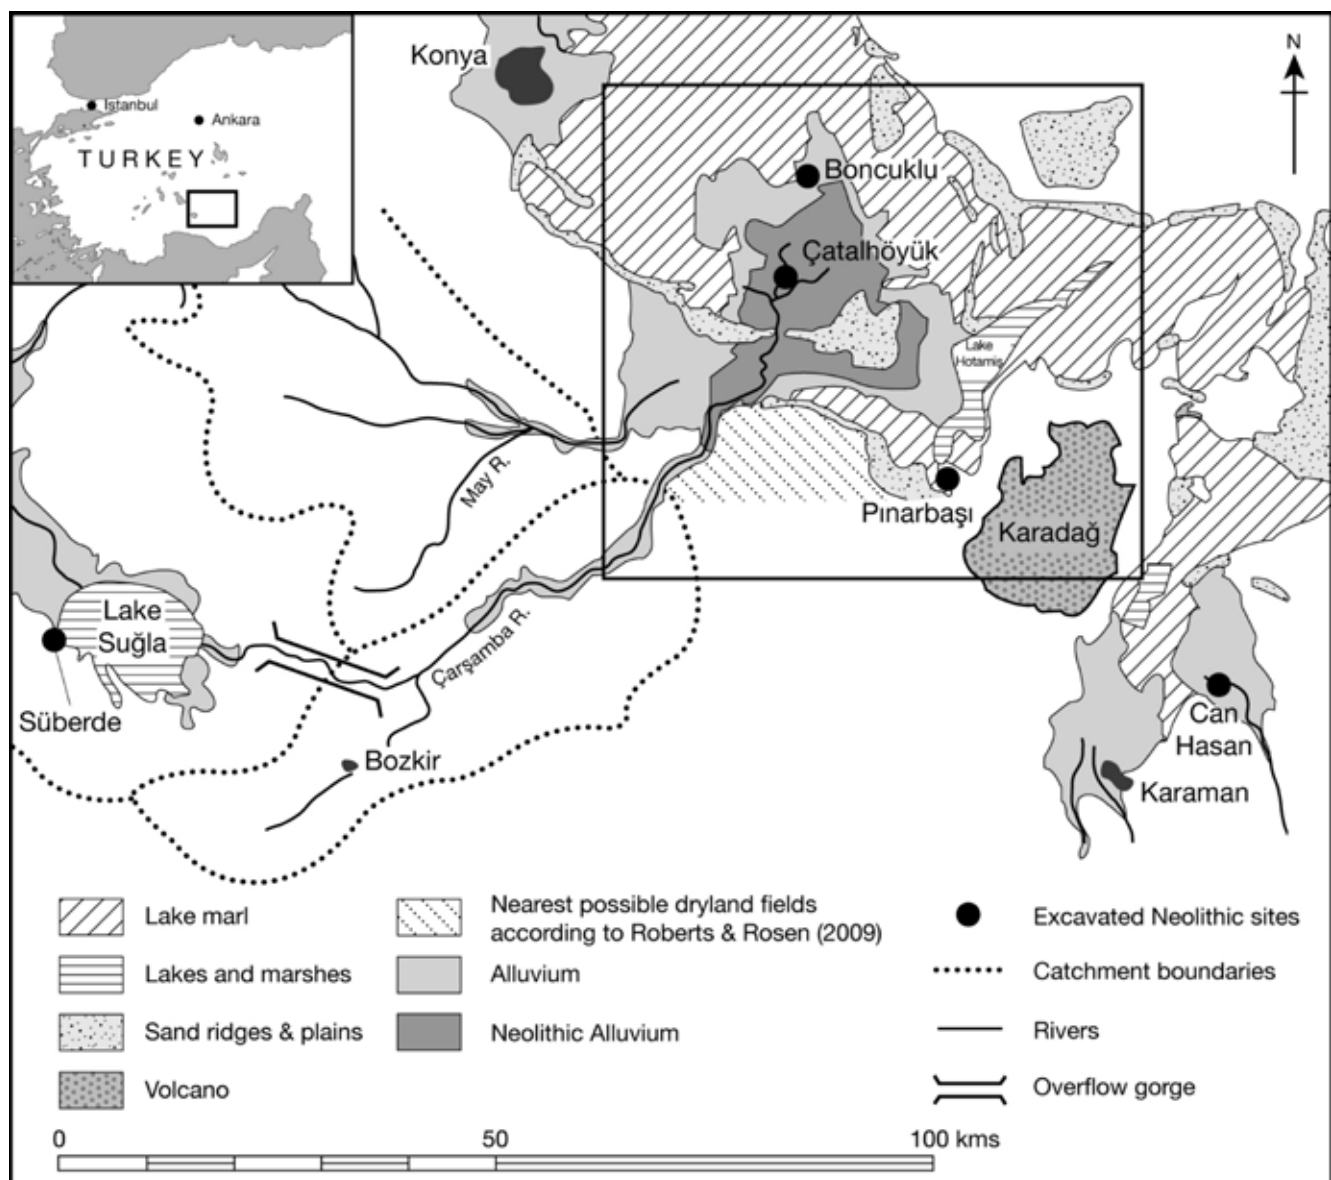 Konya
N
Istanbul
Ankara
TURKEY
Boncuklu
Çatalhöyük
Lake
Hotamiş
May R.
Pınarbaşı
Karadağ
Lake
Suğla
Çarşamba R.
Süberde
Bozkir
Can
Hasan
Karaman
Lake marl
Lakes and marshes
Sand ridges & plains
Volcano
Nearest possible dryland fields
according to Roberts & Rosen (2009)
Alluvium
Neolithic Alluvium
Excavated Neolithic sites
Catchment boundaries
Rivers
Overflow gorge
0 50 100 kms